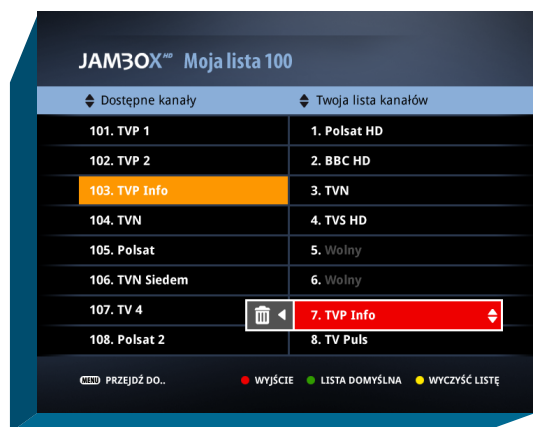 JAMBOX HD Moja lista 100
Dostępne kanały Twoja lista kanałów
101. TVP 1 1. Polsat HD
102. TVP 2 2. BBC HD
103. TVP Info 3. TVN
104. TVN 4. TVS HD
105. Polsat 5. Wolny
106. TVN Siedem 6. Wolny
107. TV 4 7. TVP Info
108. Polsat 2 8. TV Puls
MENU PRZEJDŹ DO.. WYJŚCIE LISTA DOMYŚLNA WYCZYŚĆ LISTĘ